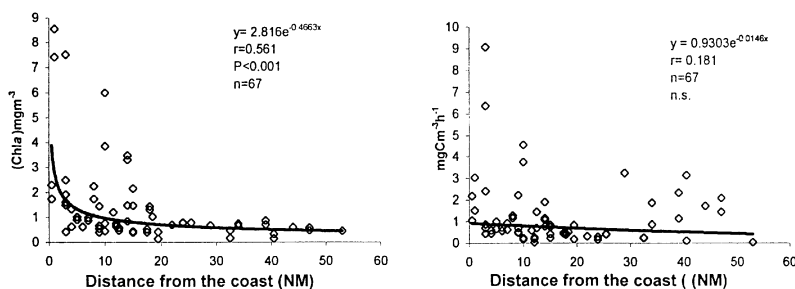 9
8
7
6
5
4
3
2
1
0
(Chla)mgm-3
y= 2.816e-0.4663x
r=0.561
P<0.001
n=67
0 10 20 30 40 50 60
Distance from the coast (NM)
10
9
8
7
6
5
4
3
2
1
0
mgCm-3h-1
y = 0.9303e-0.0146x
r= 0.181
n=67
n.s.
0 10 20 30 40 50 60
Distance from the coast ( (NM)